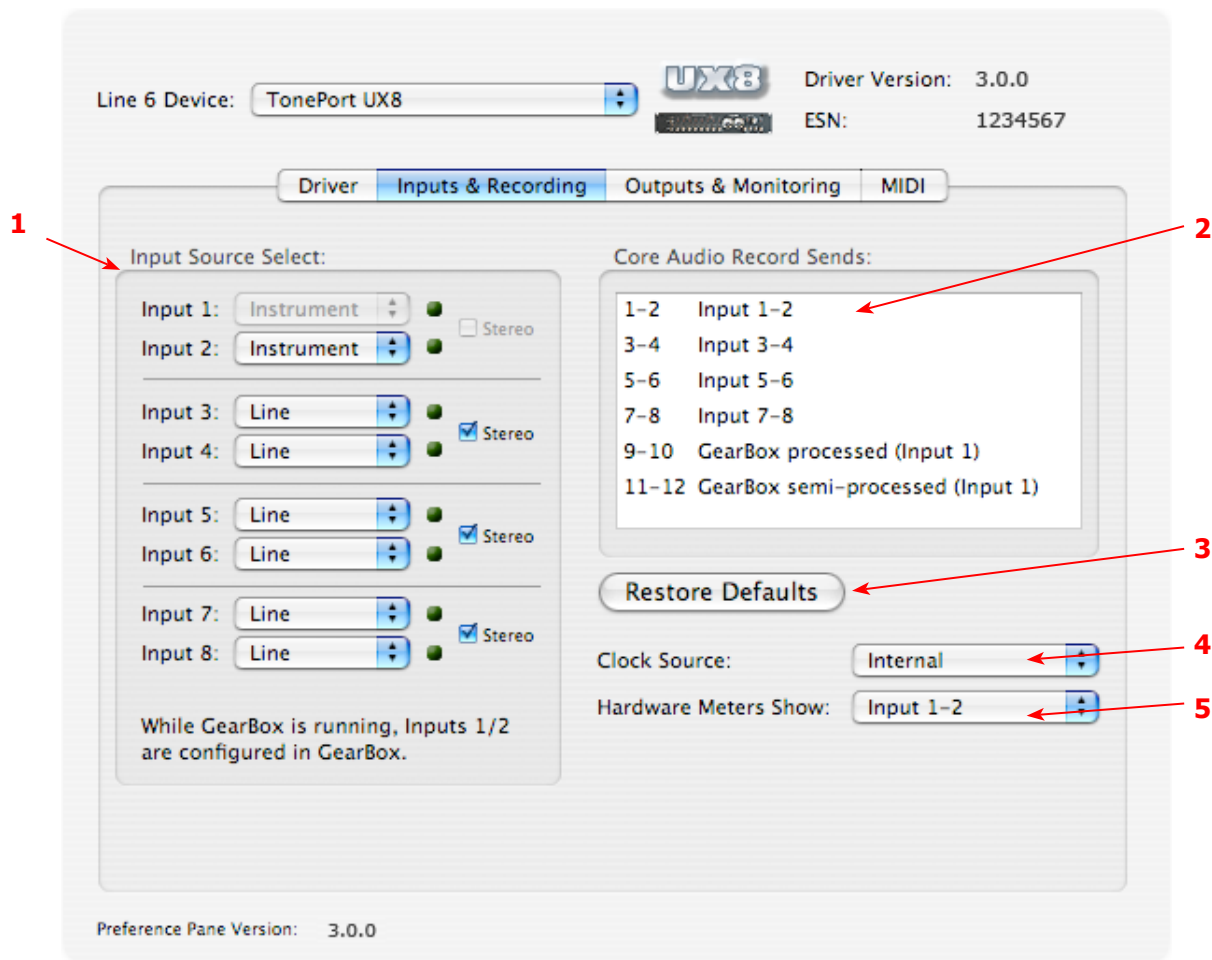 UX8
Line 6 Device: TonePort UX8
Driver Version: 3.0.0
ESN: 1234567
Driver Inputs & Recording Outputs & Monitoring MIDI
1
2
Input Source Select:
Input 1: Instrument
Stereo
Input 2: Instrument
Input 3: Line
Stereo
Input 4: Line
Input 5: Line
Stereo
Input 6: Line
Input 7: Line
Stereo
Input 8: Line
While GearBox is running, Inputs 1/2
are configured in GearBox.
Core Audio Record Sends:
1-2 Input 1-2
3-4 Input 3-4
5-6 Input 5-6
7-8 Input 7-8
9-10 GearBox processed (Input 1)
11-12 GearBox semi-processed (Input 1)
3
Restore Defaults
4
Clock Source: Internal
Hardware Meters Show: Input 1-2
5
Preference Pane Version: 3.0.0